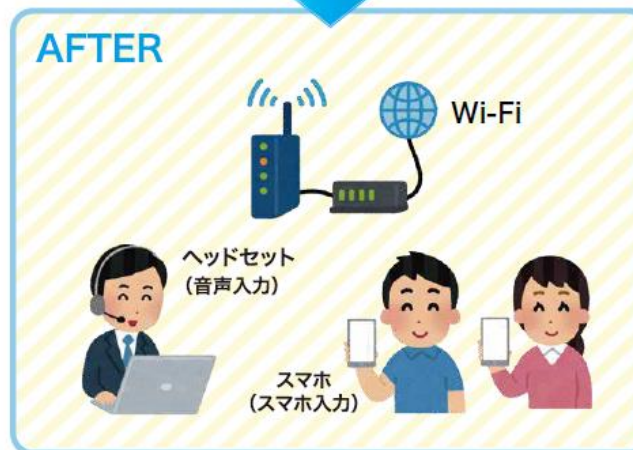 AFTER
Wi-Fi
ヘッドセット
（音声入力）
スマホ
（スマホ入力）